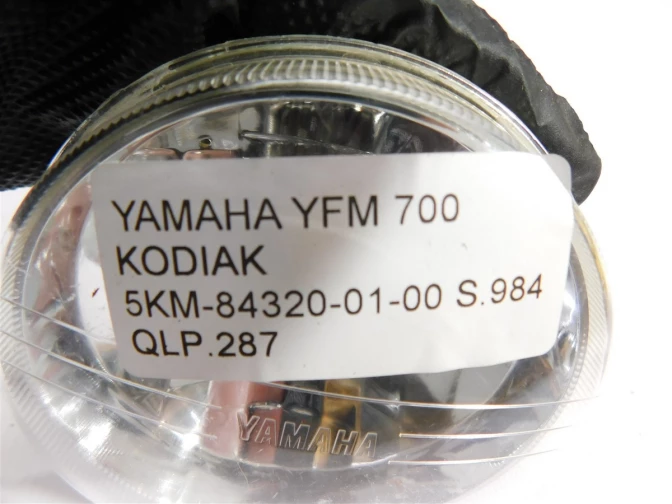 YAMAHA YFM 700
KODIAK
5KM-84320-01-00 S.984
QLP.287
YAMAHA